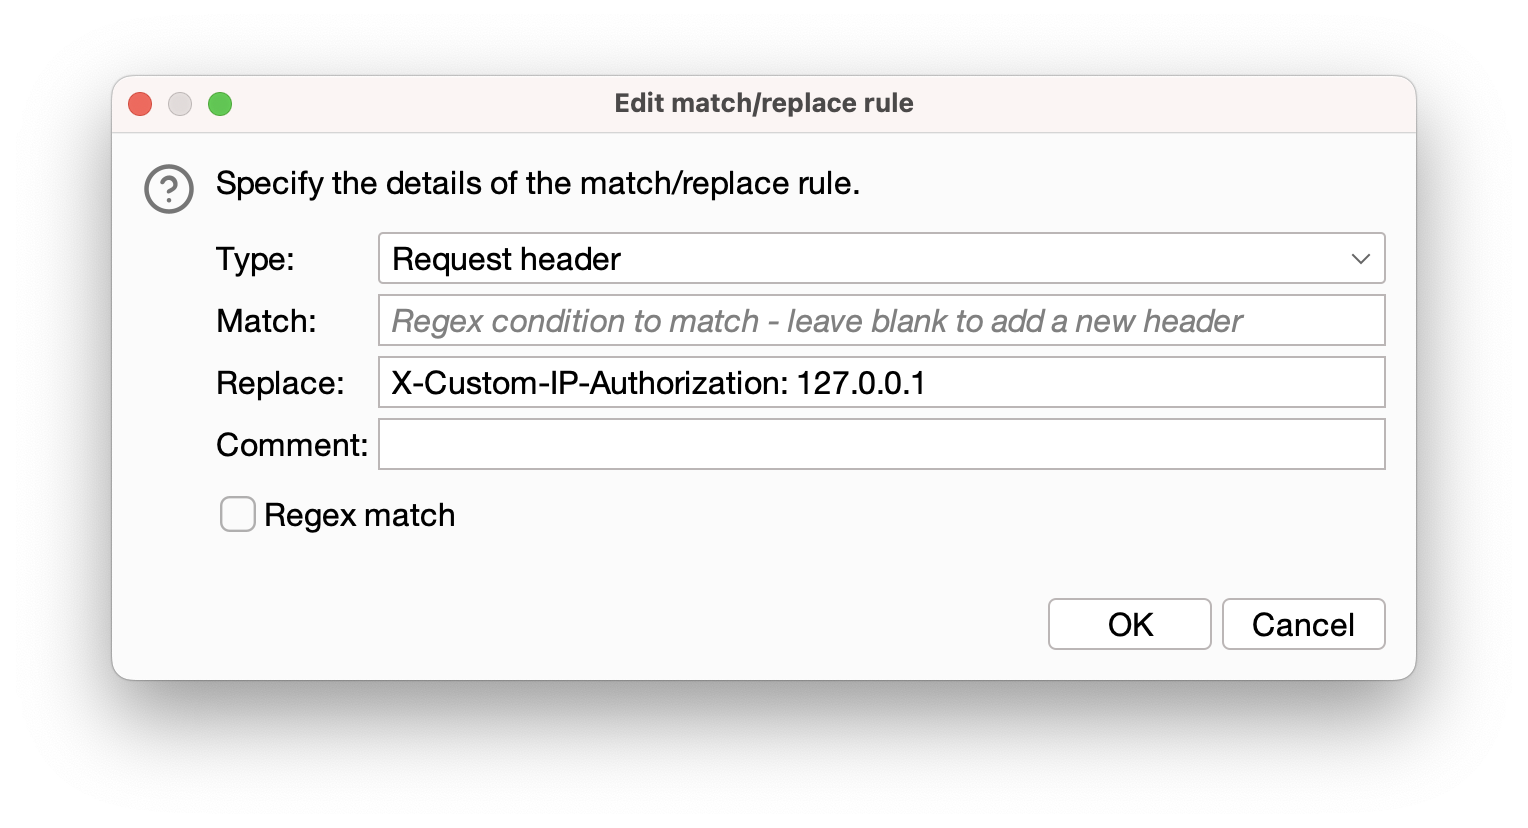 Edit match/replace rule
Specify the details of the match/replace rule.
Type: Request header
Match: Regex condition to match - leave blank to add a new header
Replace: X-Custom-IP-Authorization: 127.0.0.1
Comment:
Regex match
OK Cancel